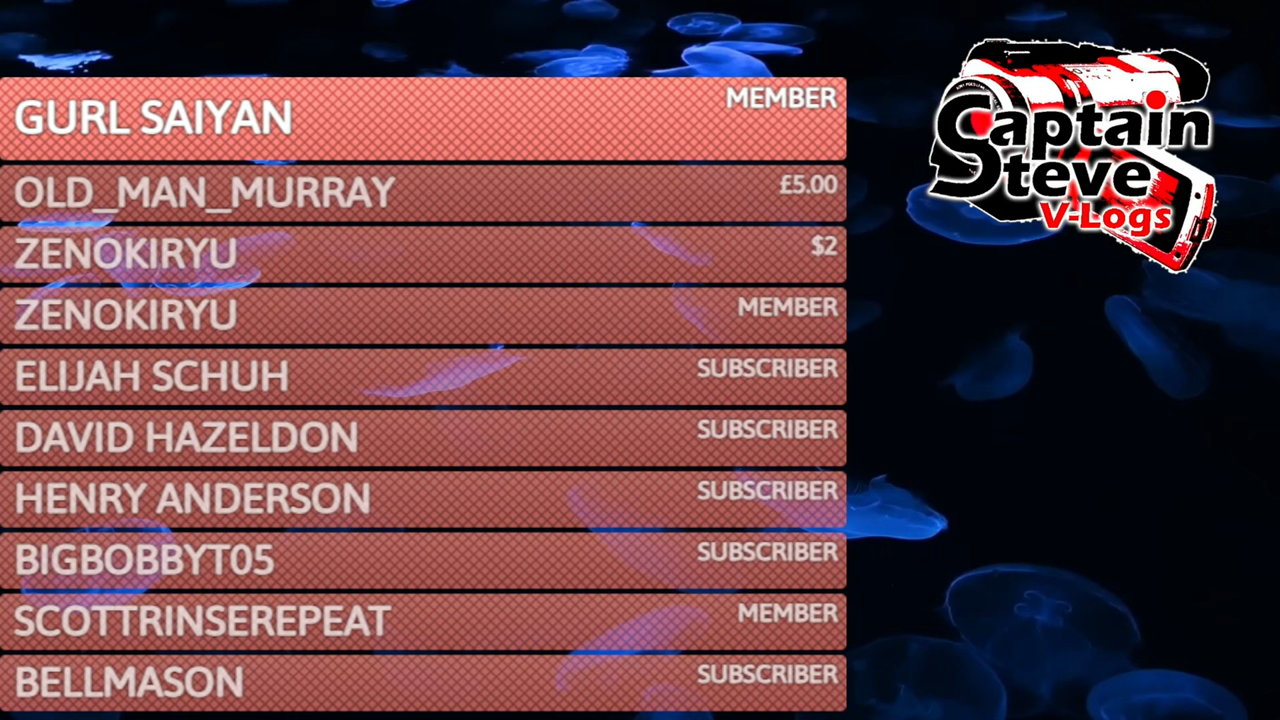 GURL SAIYAN MEMBER
OLD_MAN_MURRAY £5.00
ZENOKIRYU $2
ZENOKIRYU MEMBER
ELIJAH SCHUH SUBSCRIBER
DAVID HAZELDON SUBSCRIBER
HENRY ANDERSON SUBSCRIBER
BIGBOBBYT05 SUBSCRIBER
SCOTTRINSEREPEAT MEMBER
BELLMASON SUBSCRIBER
Captain
Steve
V-Logs